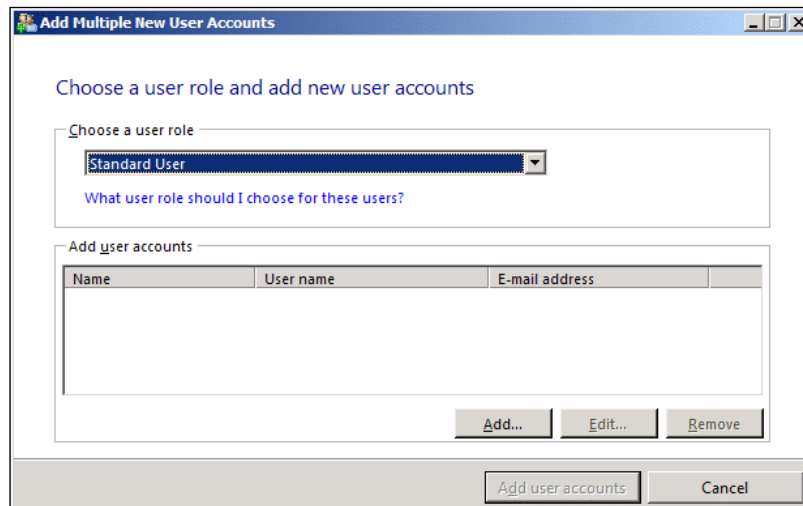 Add Multiple New User Accounts
Choose a user role and add new user accounts
Choose a user role
Standard User
What user role should I choose for these users?
Add user accounts
Name User name E-mail address
Add... Edit... Remove
Add user accounts Cancel